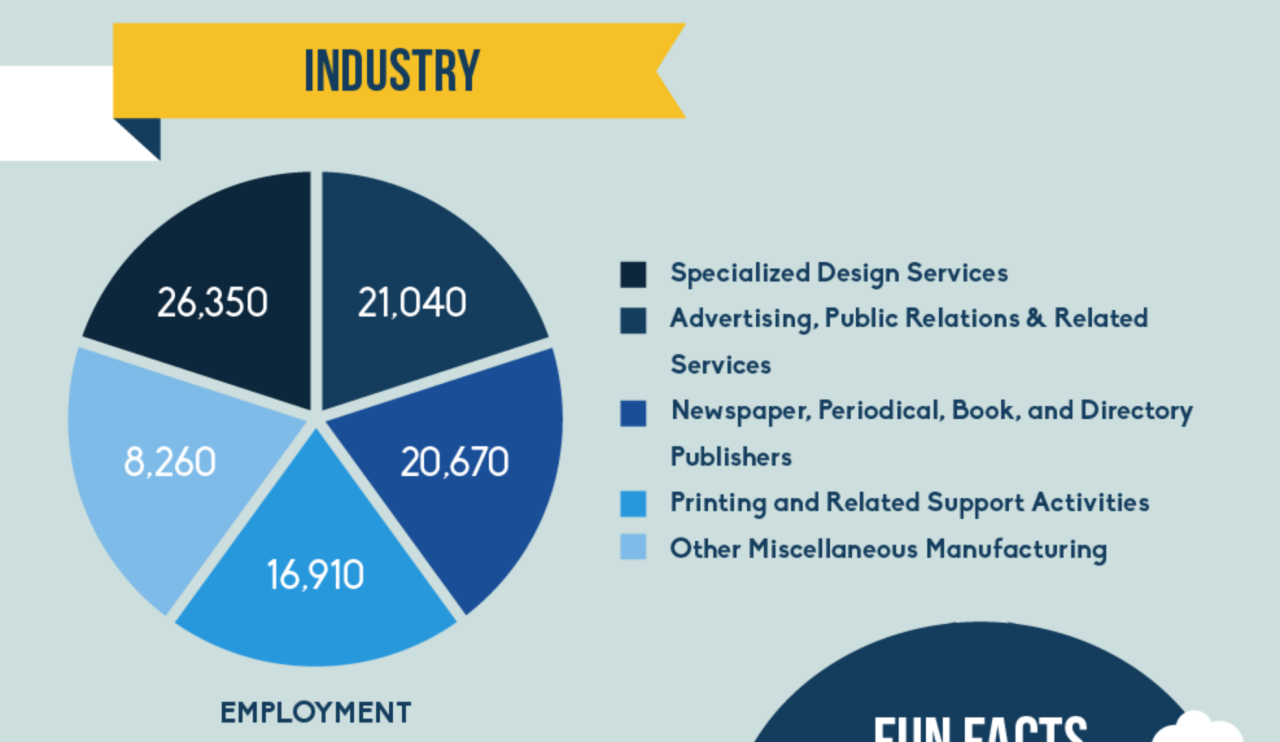 INDUSTRY
26,350
21,040
8,260
20,670
16,910
EMPLOYMENT
Specialized Design Services
Advertising, Public Relations & Related
Services
Newspaper, Periodical, Book, and Directory
Publishers
Printing and Related Support Activities
Other Miscellaneous Manufacturing
FUN FACTS